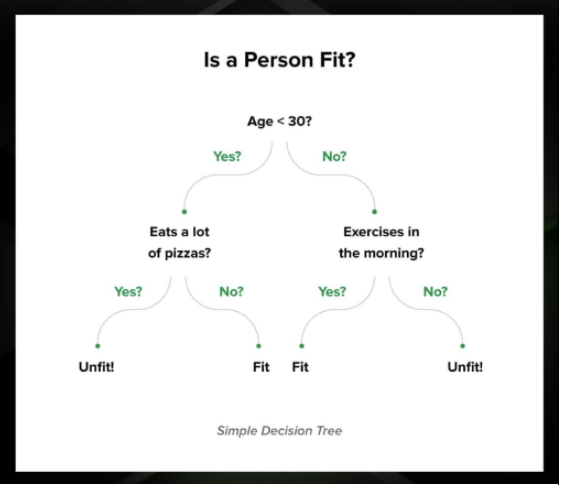 Is a Person Fit?
Age < 30?
Yes?
No?
Eats a lot
of pizzas?
Exercises in
the morning?
Yes?
No?
Yes?
No?
Unfit!
Fit
Fit
Unfit!
Simple Decision Tree